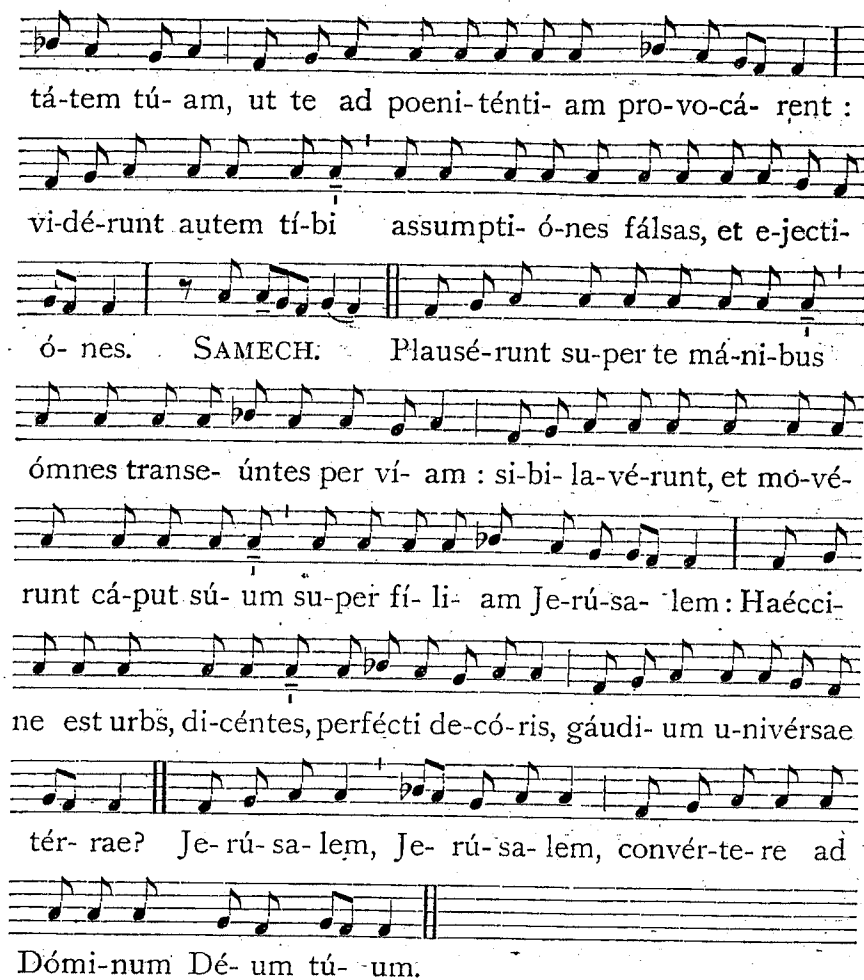 tá-tem tú- am, ut te ad poeni-ténti- am pro-vo-cá- rent :
vi-dé-runt autem tí-bi assumpti- ó-nes fálsas, et e-jecti-
ó- nes. SAMECH. Plausé-runt su-per te má-ni-bus
ómnes transe- úntes per ví- am : si-bi- la-vé-runt, et mo-vé-
runt cá-put sú- um su-per fí- li- am Je-rú-sa- lem : Haécci-
ne est urbs, di-céntes, perfécti de-có-ris, gáudi- um u-nivérsae
tér- rae? Je- rú- sa- lem, Je- rú- sa- lem, convér-te- re ad
Dómi-num Dé- um tú- um.